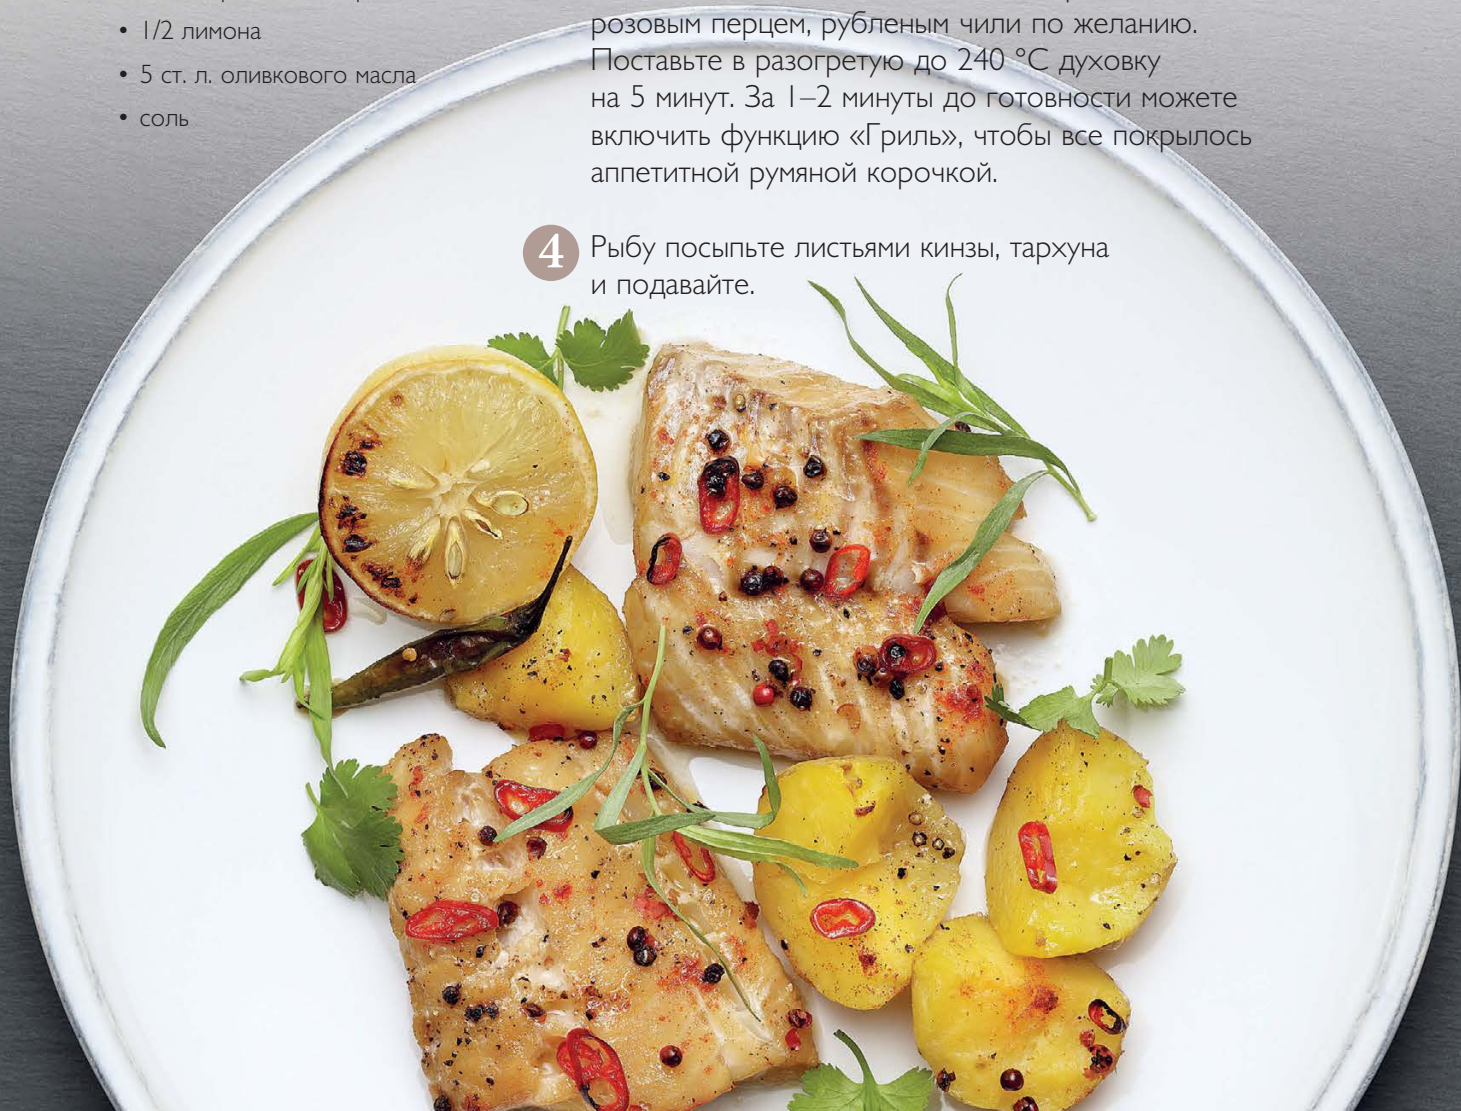 • 1/2 лимона
• 5 ст. л. оливкового масла
• соль
розовым перцем, рубленым чили по желанию.
Поставьте в разогретую до 240 °С духовку
на 5 минут. За 1–2 минуты до готовности можете
включить функцию «Гриль», чтобы все покрылось
аппетитной румяной корочкой.
4 Рыбу посыпьте листьями кинзы, тархуна
и подавайте.